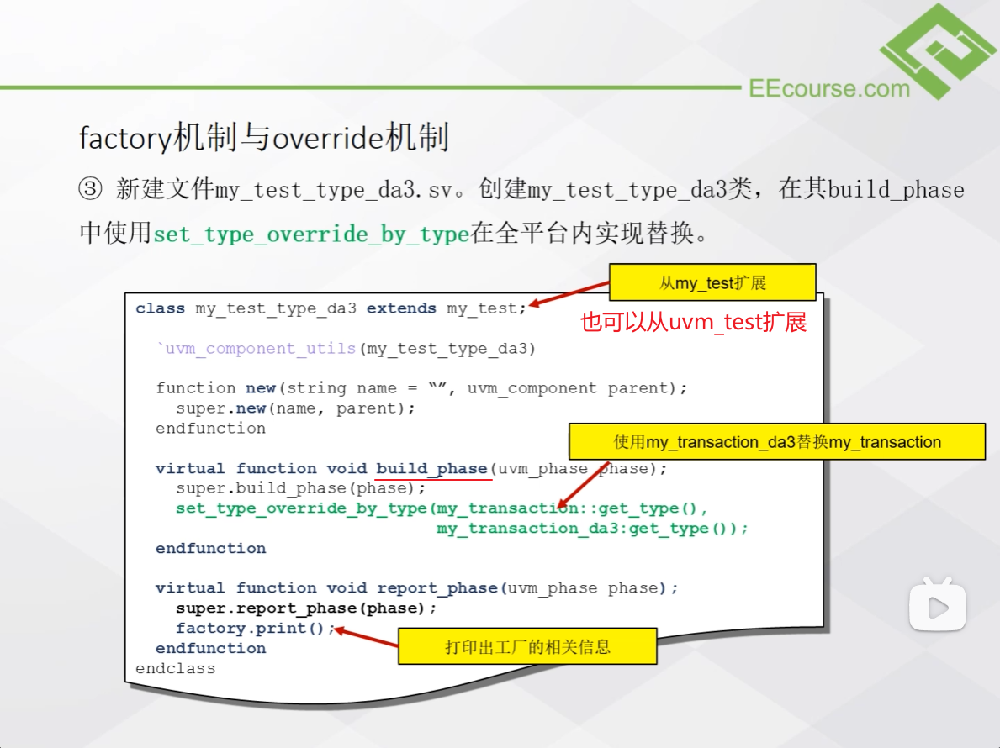 EEcourse.com
factory机制与override机制
③ 新建文件my_test_type_da3.sv。创建my_test_type_da3类，在其build_phase
中使用set_type_override_by_type在全平台内实现替换。
从my_test扩展
class my_test_type_da3 extends my_test;
也可以从uvm_test扩展
`uvm_component_utils(my_test_type_da3)
function new(string name = “”, uvm_component parent);
super.new(name, parent);
endfunction
使用my_transaction_da3替换my_transaction
virtual function void build_phase(uvm_phase phase);
super.build_phase(phase);
set_type_override_by_type(my_transaction::get_type(),
my_transaction_da3:get_type());
endfunction
virtual function void report_phase(uvm_phase phase);
super.report_phase(phase);
factory.print();
打印出工厂的相关信息
endfunction
endclass